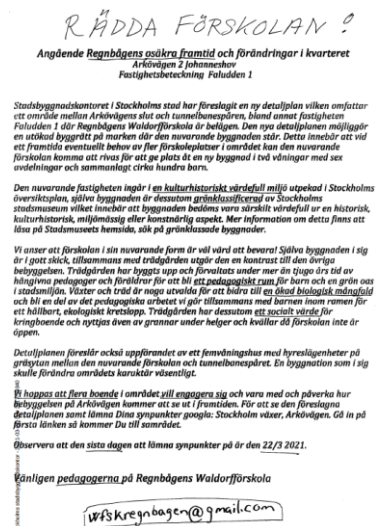 RÄDDA FÖRSKOLAN !
Angående Regnbågens osäkra framtid och förändringar i kvarteret
Arkövägen 2 Johanneshov
Fastighetsbeteckning Faludden 1
Stadsbyggnadskontoret i Stockholms stad har föreslagit en ny detaljplan vilken omfattar
ett område mellan Arkövägens slut och tunnelbanespåren, bland annat fastigheten
Faludden 1 där Regnbågens Waldorfförskola är belägen. Den nya detaljplanen möjliggör
en utökad byggrätt på marken där den nuvarande byggnaden står. Detta innebär att vid
ett framtida eventuellt behov av fler förskoleplatser i området kan den nuvarande
förskolan komma att rivas för att ge plats åt en ny byggnad i två våningar med sex
avdelningar och sammanlagt cirka hundra barn.
Den nuvarande fastigheten ingår i en kulturhistoriskt värdefull miljö utpekad i Stockholms
översiktsplan, själva byggnaden är dessutom grönklassificerad av Stockholms
stadsmuseum vilket innebär att byggnaden bedöms vara särskilt värdefull ur en historisk,
kulturhistorisk, miljömässig eller konstnärlig aspekt. Mer information om detta finns att
läsa på Stadsmuseets hemsida, sök på grönklassade byggnader.
Vi anser att förskolan i sin nuvarande form är väl värd att bevara! Själva byggnaden i sig
är i gott skick, tillsammans med trädgården utgör den en kontrast till den övriga
bebyggelsen. Trädgården har byggts upp och förvaltats under mer än tjugo års tid av
hängivna pedagoger och föräldrar för att bli ett pedagogiskt rum för barn och en grön oas
i stadsmiljön. Växter och träd är noga utvalda för att bidra till en ökad biologisk mångfald
och bli en del av det pedagogiska arbetet vi gör tillsammans med barnen inom ramen för
ett hållbart, ekologiskt kretslopp. Trädgården har dessutom ett socialt värde för
kringboende och nyttjas även av grannar under helger och kvällar då förskolan inte är
öppen.
Detaljplanen föreslår också uppförandet av ett femvåningshus med hyreslägenheter på
gräsytan mellan den nuvarande förskolan och tunnelbanespåret. En byggnation som i sig
skulle förändra områdets karaktär väsentligt.
Vi hoppas att flera boende i området vill engagera sig och vara med och påverka hur
bebyggelsen på Arkövägen kommer att se ut i framtiden. För att se den föreslagna
detaljplanen samt lämna Dina synpunkter googla: Stockholm växer, Arkövägen. Gå in på
första länken så kommer Du till samrådet.
Observera att den sista dagen att lämna synpunkter på är den 22/3 2021.
Vänligen pedagogerna på Regnbågens Waldorfförskola
wfskregnbagen@gmail.com